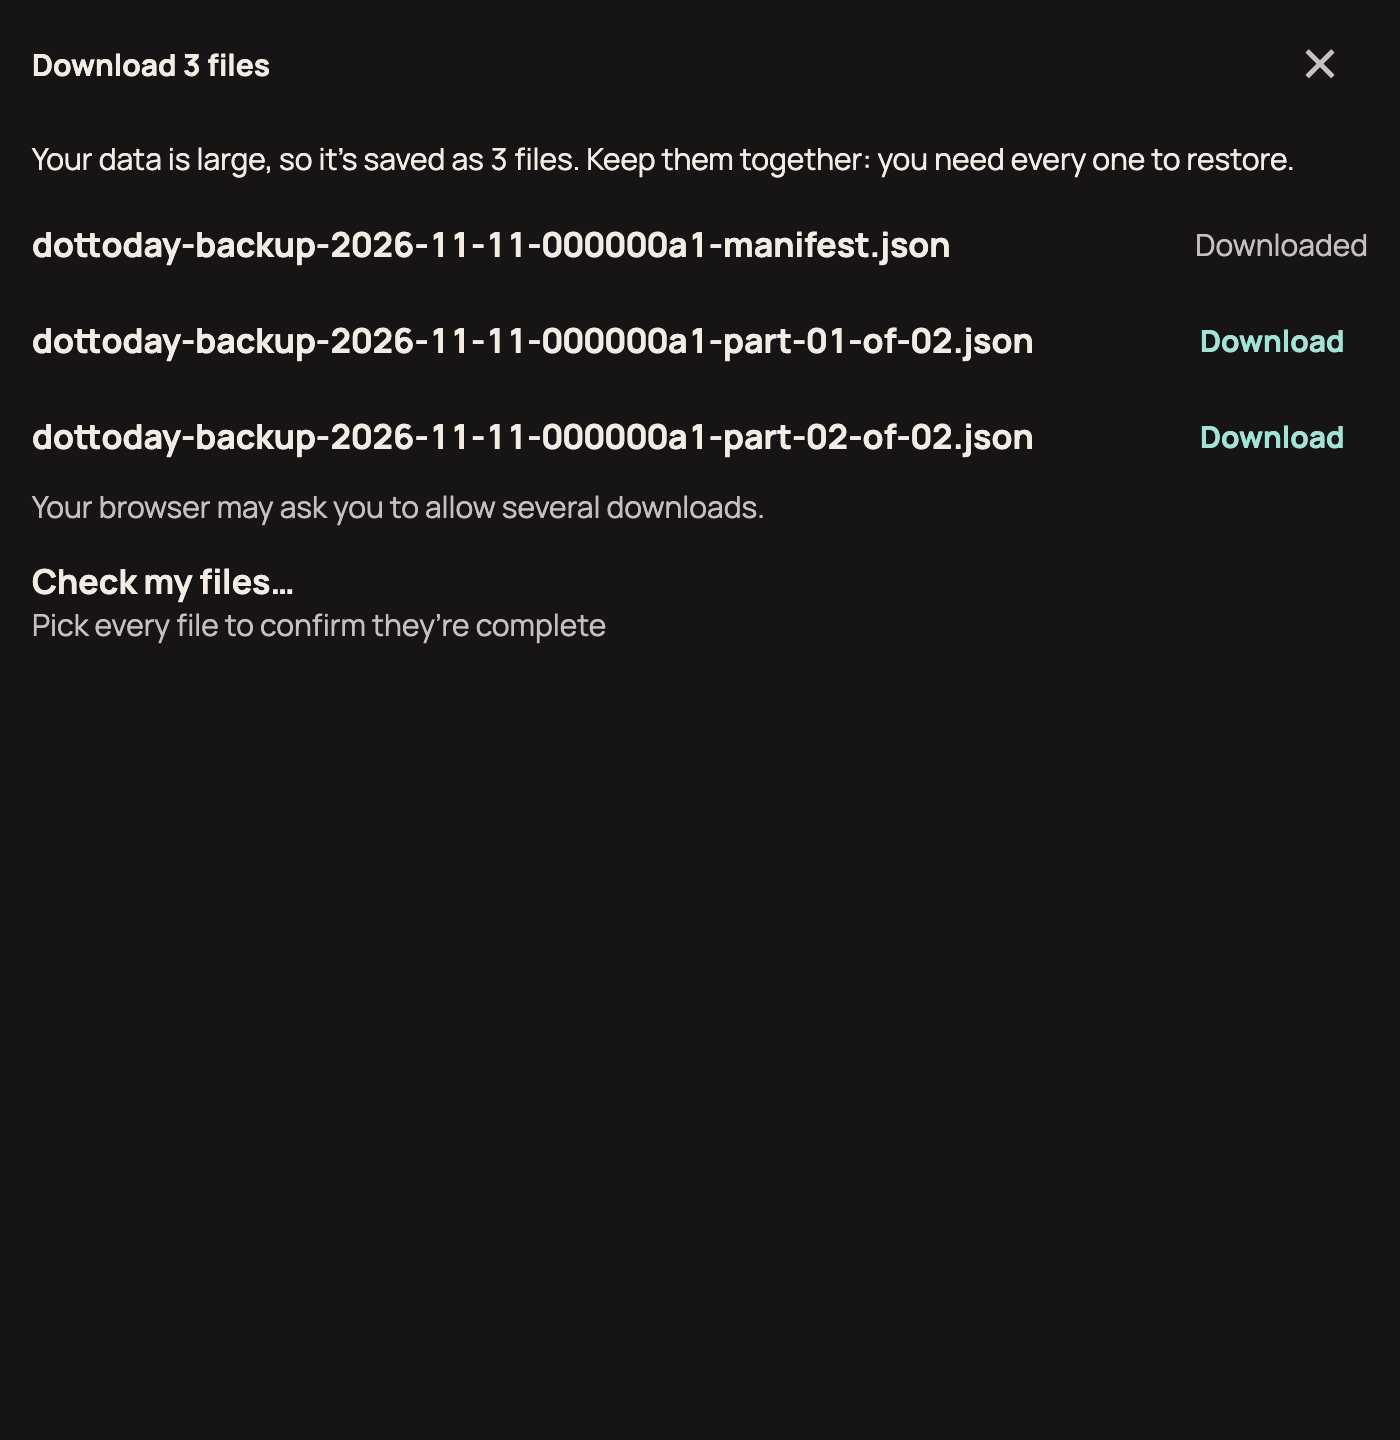 Download 3 files
Your data is large, so it’s saved as 3 files. Keep them together: you need every one to restore.
dottoday-backup-2026-11-11-000000a1-manifest.json
Downloaded
dottoday-backup-2026-11-11-000000a1-part-01-of-02.json
Download
dottoday-backup-2026-11-11-000000a1-part-02-of-02.json
Download
Your browser may ask you to allow several downloads.
Check my files…
Pick every file to confirm they’re complete